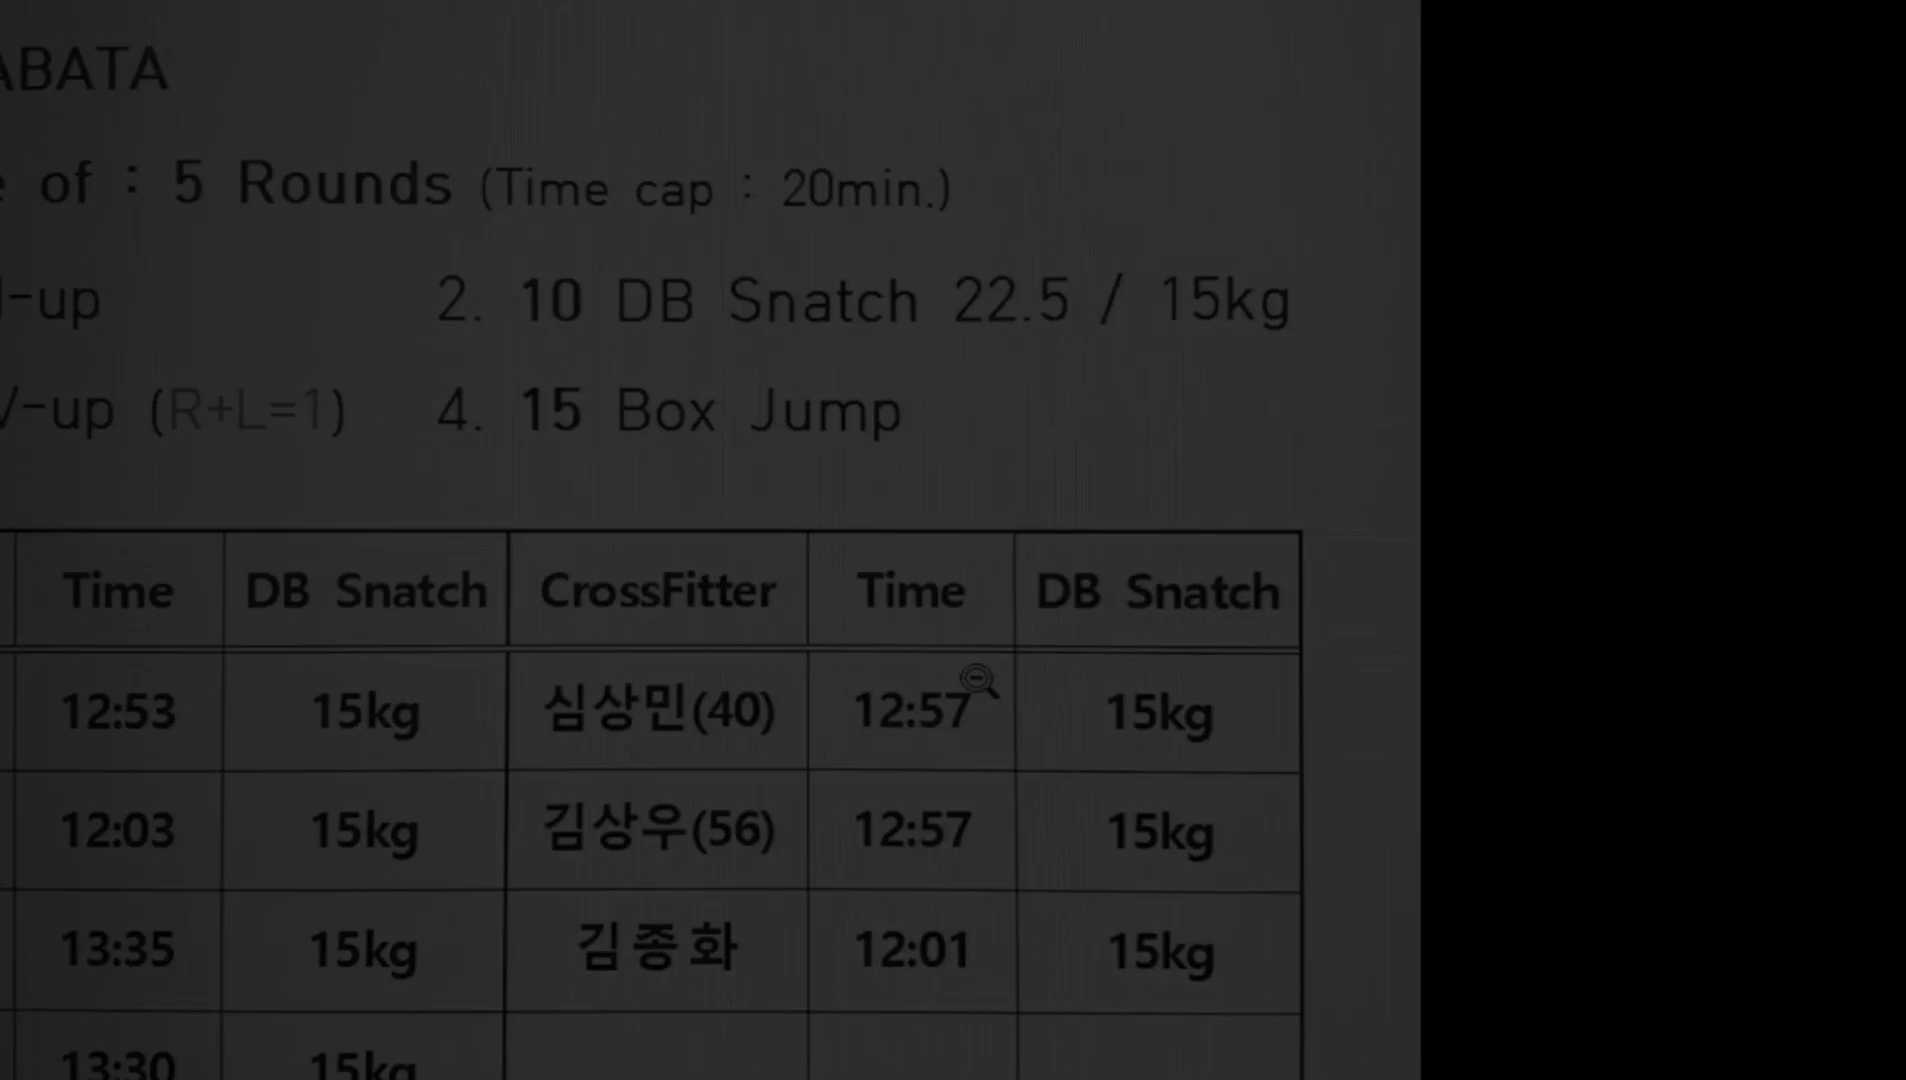 ABATA
of : 5 Rounds (Time cap : 20min.)
-up 2. 10 DB Snatch 22.5 / 15kg
V-up (R+L=1) 4. 15 Box Jump
Time DB Snatch CrossFitter Time DB Snatch
12:53 15kg 심상민(40) 12:57 15kg
12:03 15kg 김상우(56) 12:57 15kg
13:35 15kg 김종화 12:01 15kg
13:30 15kg